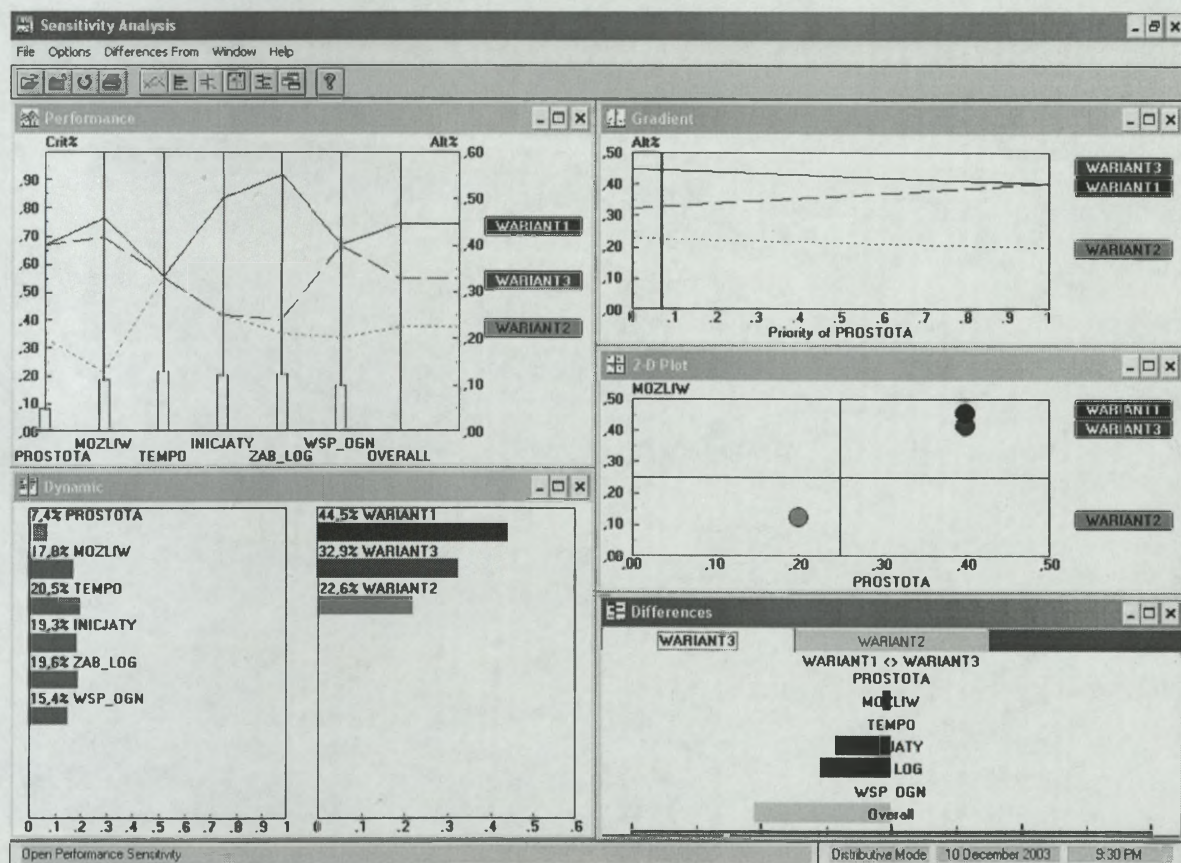 Sensitivity Analysis
File Options Differences From Window Help
Performance
Crit% Alt%
,90
,80
,70
,60
,50
,40
,30
,20
,10
,00
,60
,50
,40
,30
,20
,10
,00
WARIANT1
WARIANT3
WARIANT2
MOZLIW INICJATY WSP_OGN
PROSTOTA TEMPO ZAB_LOG OVERALL
Gradient
Alt%
,50
,40
,30
,20
,10
,00
0 .1 .2 .3 .4 .5 .6 .7 .8 .9 1
Priority of PROSTOTA
WARIANT3
WARIANT1
WARIANT2
2-D Plot
MOZLIW
,50
,40
,30
,20
,10
,00
,00 ,10 ,20 ,30 ,40 ,50
PROSTOTA
WARIANT1
WARIANT3
WARIANT2
Dynamic
7,4% PROSTOTA
17,8% MOZLIW
20,5% TEMPO
19,3% INICJATY
19,6% ZAB_LOG
15,4% WSP_OGN
0 .1 .2 .3 .4 .5 .6 .7 .8 .9 1
44,5% WARIANT1
32,9% WARIANT3
22,6% WARIANT2
0 .1 .2 .3 .4 .5 .6
Differences
WARIANT3 WARIANT2
WARIANT1 <> WARIANT3
PROSTOTA
MOZLIW
TEMPO
JATY
LOG
WSP OGN
Overall
Open Performance Sensitivity
Distributive Mode 10 December 2003 9:30 PM